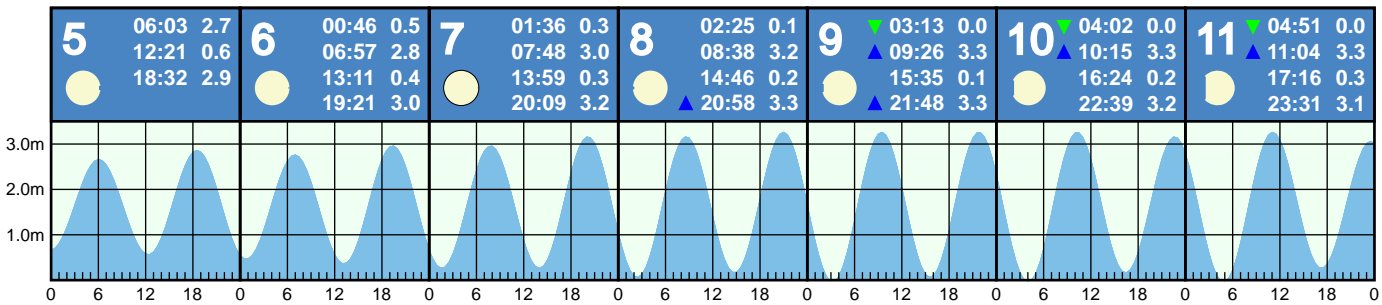 5
06:03 2.7
12:21 0.6
18:32 2.9
6
00:46 0.5
06:57 2.8
13:11 0.4
19:21 3.0
7
01:36 0.3
07:48 3.0
13:59 0.3
20:09 3.2
8
02:25 0.1
08:38 3.2
14:46 0.2
▲ 20:58 3.3
9
▼ 03:13 0.0
▲ 09:26 3.3
15:35 0.1
▲ 21:48 3.3
10
▼ 04:02 0.0
▲ 10:15 3.3
16:24 0.2
22:39 3.2
11
▼ 04:51 0.0
▲ 11:04 3.3
17:16 0.3
23:31 3.1
3.0m
2.0m
1.0m
0 6 12 18 0 6 12 18 0 6 12 18 0 6 12 18 0 6 12 18 0 6 12 18 0 6 12 18 0